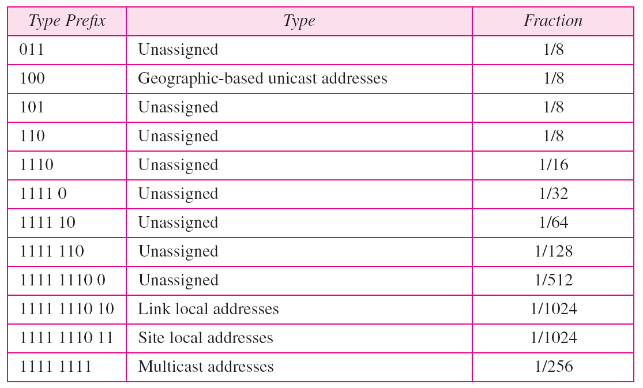 Type Prefix Type Fraction
011 Unassigned 1/8
100 Geographic-based unicast addresses 1/8
101 Unassigned 1/8
110 Unassigned 1/8
1110 Unassigned 1/16
1111 0 Unassigned 1/32
1111 10 Unassigned 1/64
1111 110 Unassigned 1/128
1111 1110 0 Unassigned 1/512
1111 1110 10 Link local addresses 1/1024
1111 1110 11 Site local addresses 1/1024
1111 1111 Multicast addresses 1/256